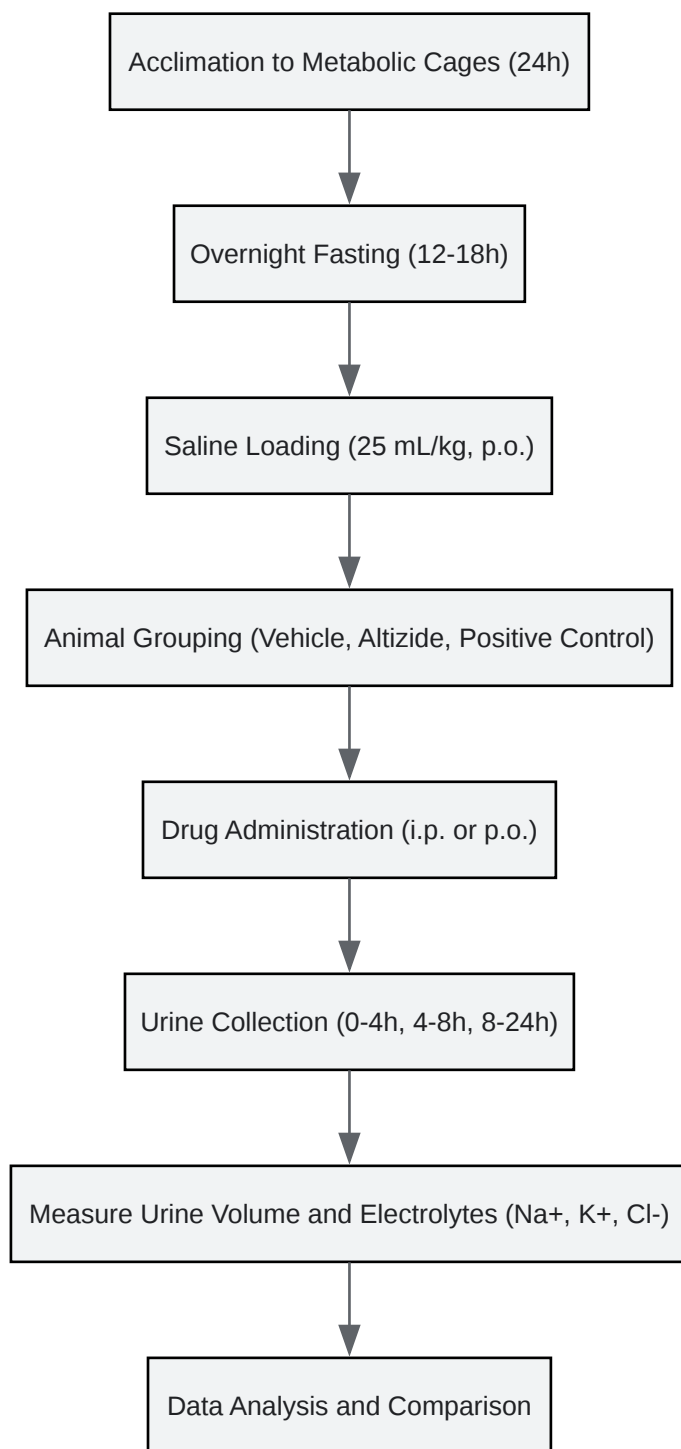 Acclimation to Metabolic Cages (24h)
Overnight Fasting (12-18h)
Saline Loading (25 mL/kg, p.o.)
Animal Grouping (Vehicle, Altizide, Positive Control)
Drug Administration (i.p. or p.o.)
Urine Collection (0-4h, 4-8h, 8-24h)
Measure Urine Volume and Electrolytes (Na+, K+, Cl-)
Data Analysis and Comparison